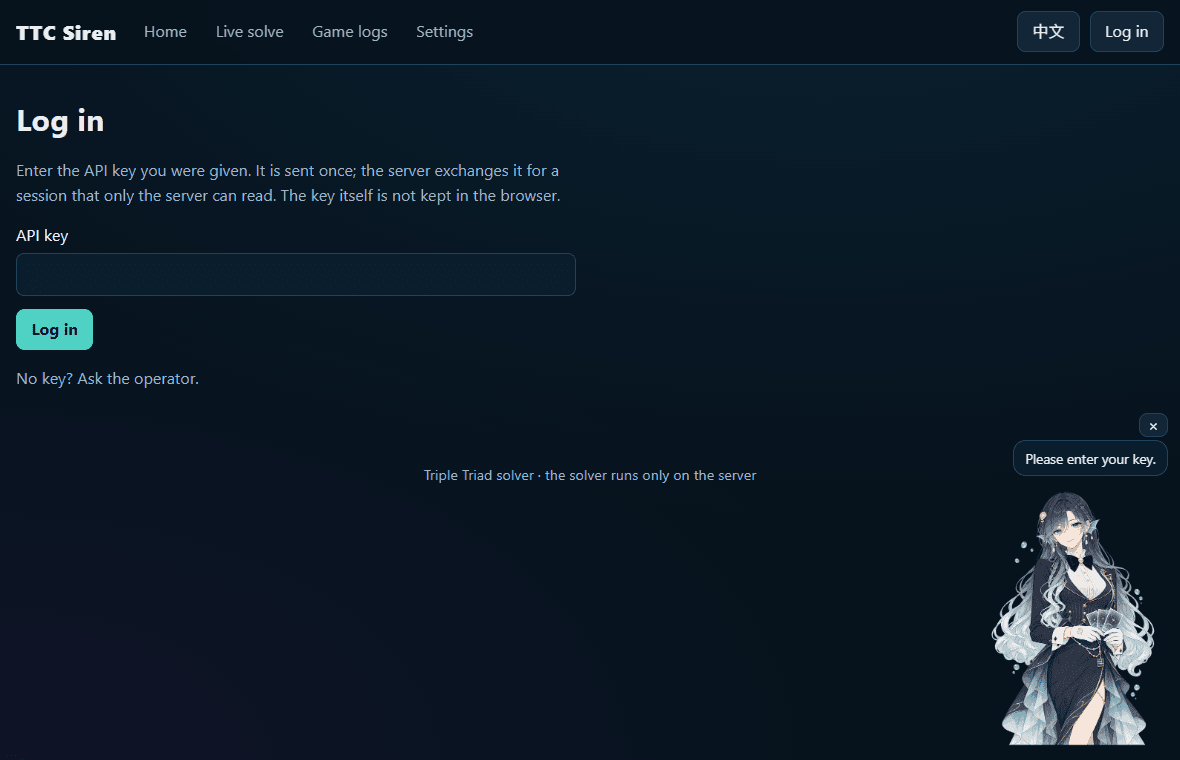 TTC Siren
Home
Live solve
Game logs
Settings
中文
Log in
Log in
Enter the API key you were given. It is sent once; the server exchanges it for a
session that only the server can read. The key itself is not kept in the browser.
API key
Log in
No key? Ask the operator.
×
Please enter your key.
Triple Triad solver · the solver runs only on the server